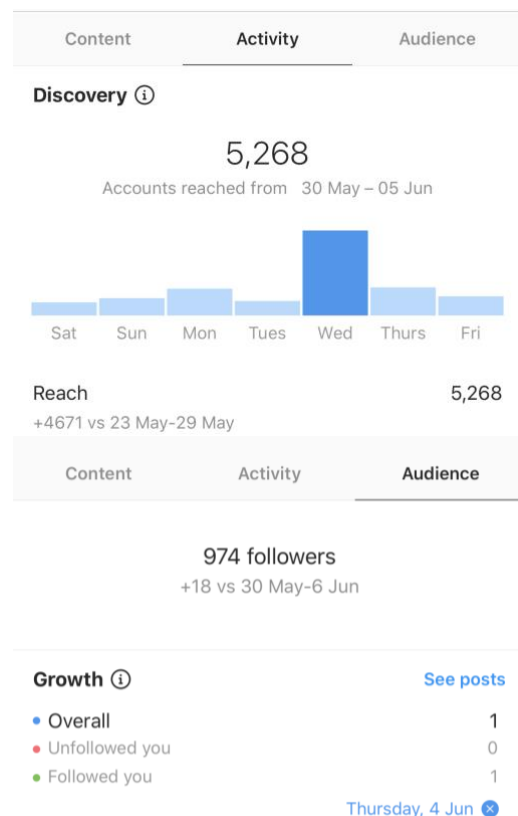 Content Activity Audience
Discovery
5,268
Accounts reached from 30 May – 05 Jun
Sat Sun Mon Tues Wed Thurs Fri
Reach 5,268
+4671 vs 23 May-29 May
Content Activity Audience
974 followers
+18 vs 30 May-6 Jun
Growth See posts
Overall 1
Unfollowed you 0
Followed you 1
Thursday, 4 Jun